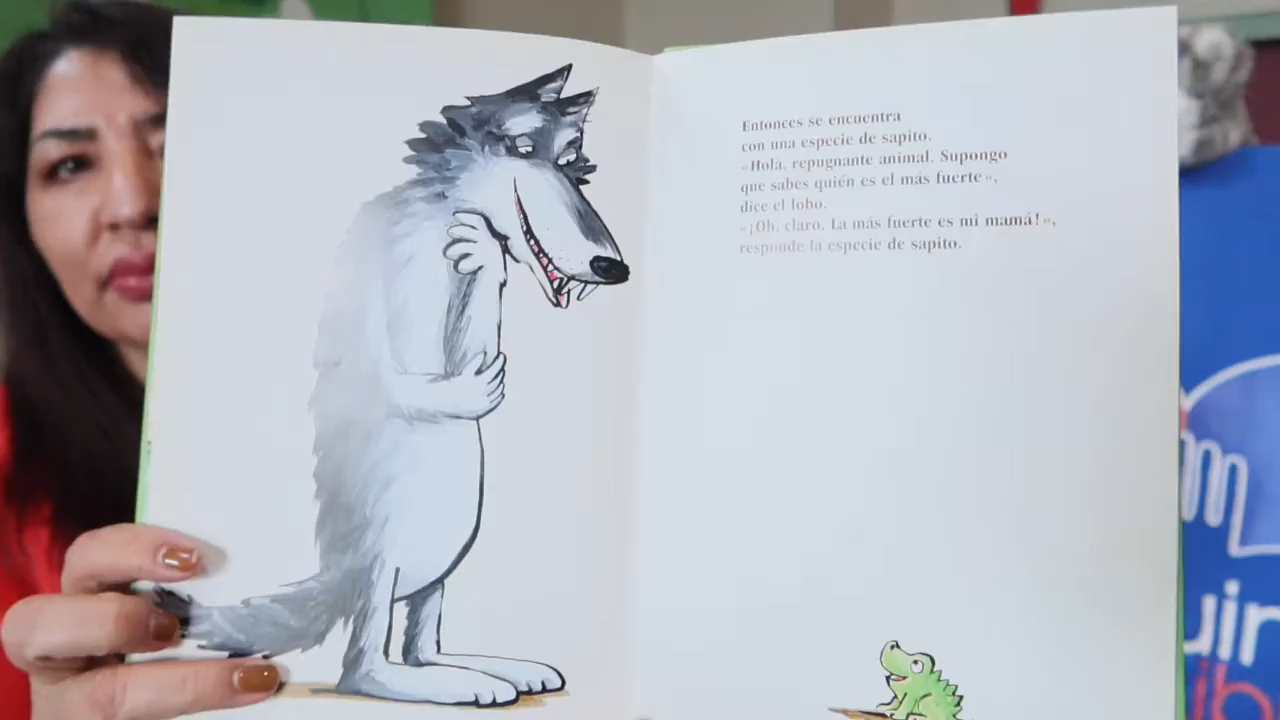 Entonces se encuentra
con una especie de sapito.
«Hola, repugnante animal. Supongo
que sabes quién es el más fuerte»,
dice el lobo.
«¡Oh, claro. La más fuerte es mi mamá!»,
responde la especie de sapito.